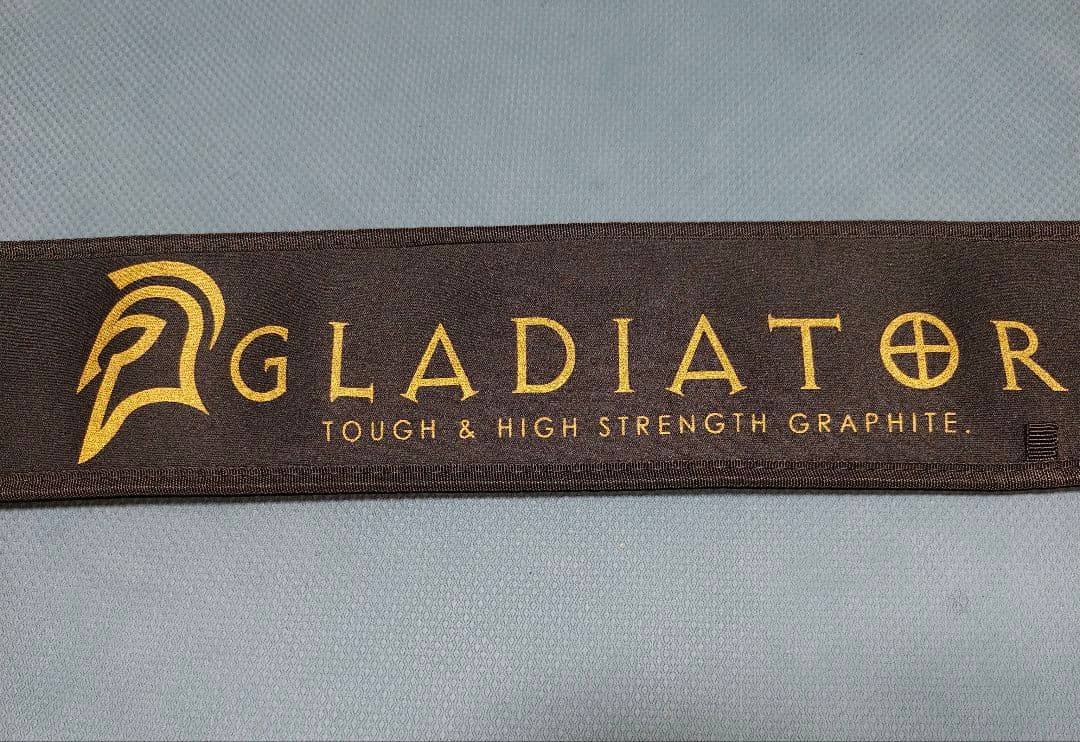 GLADIATOR
TOUGH & HIGH STRENGTH GRAPHITE.